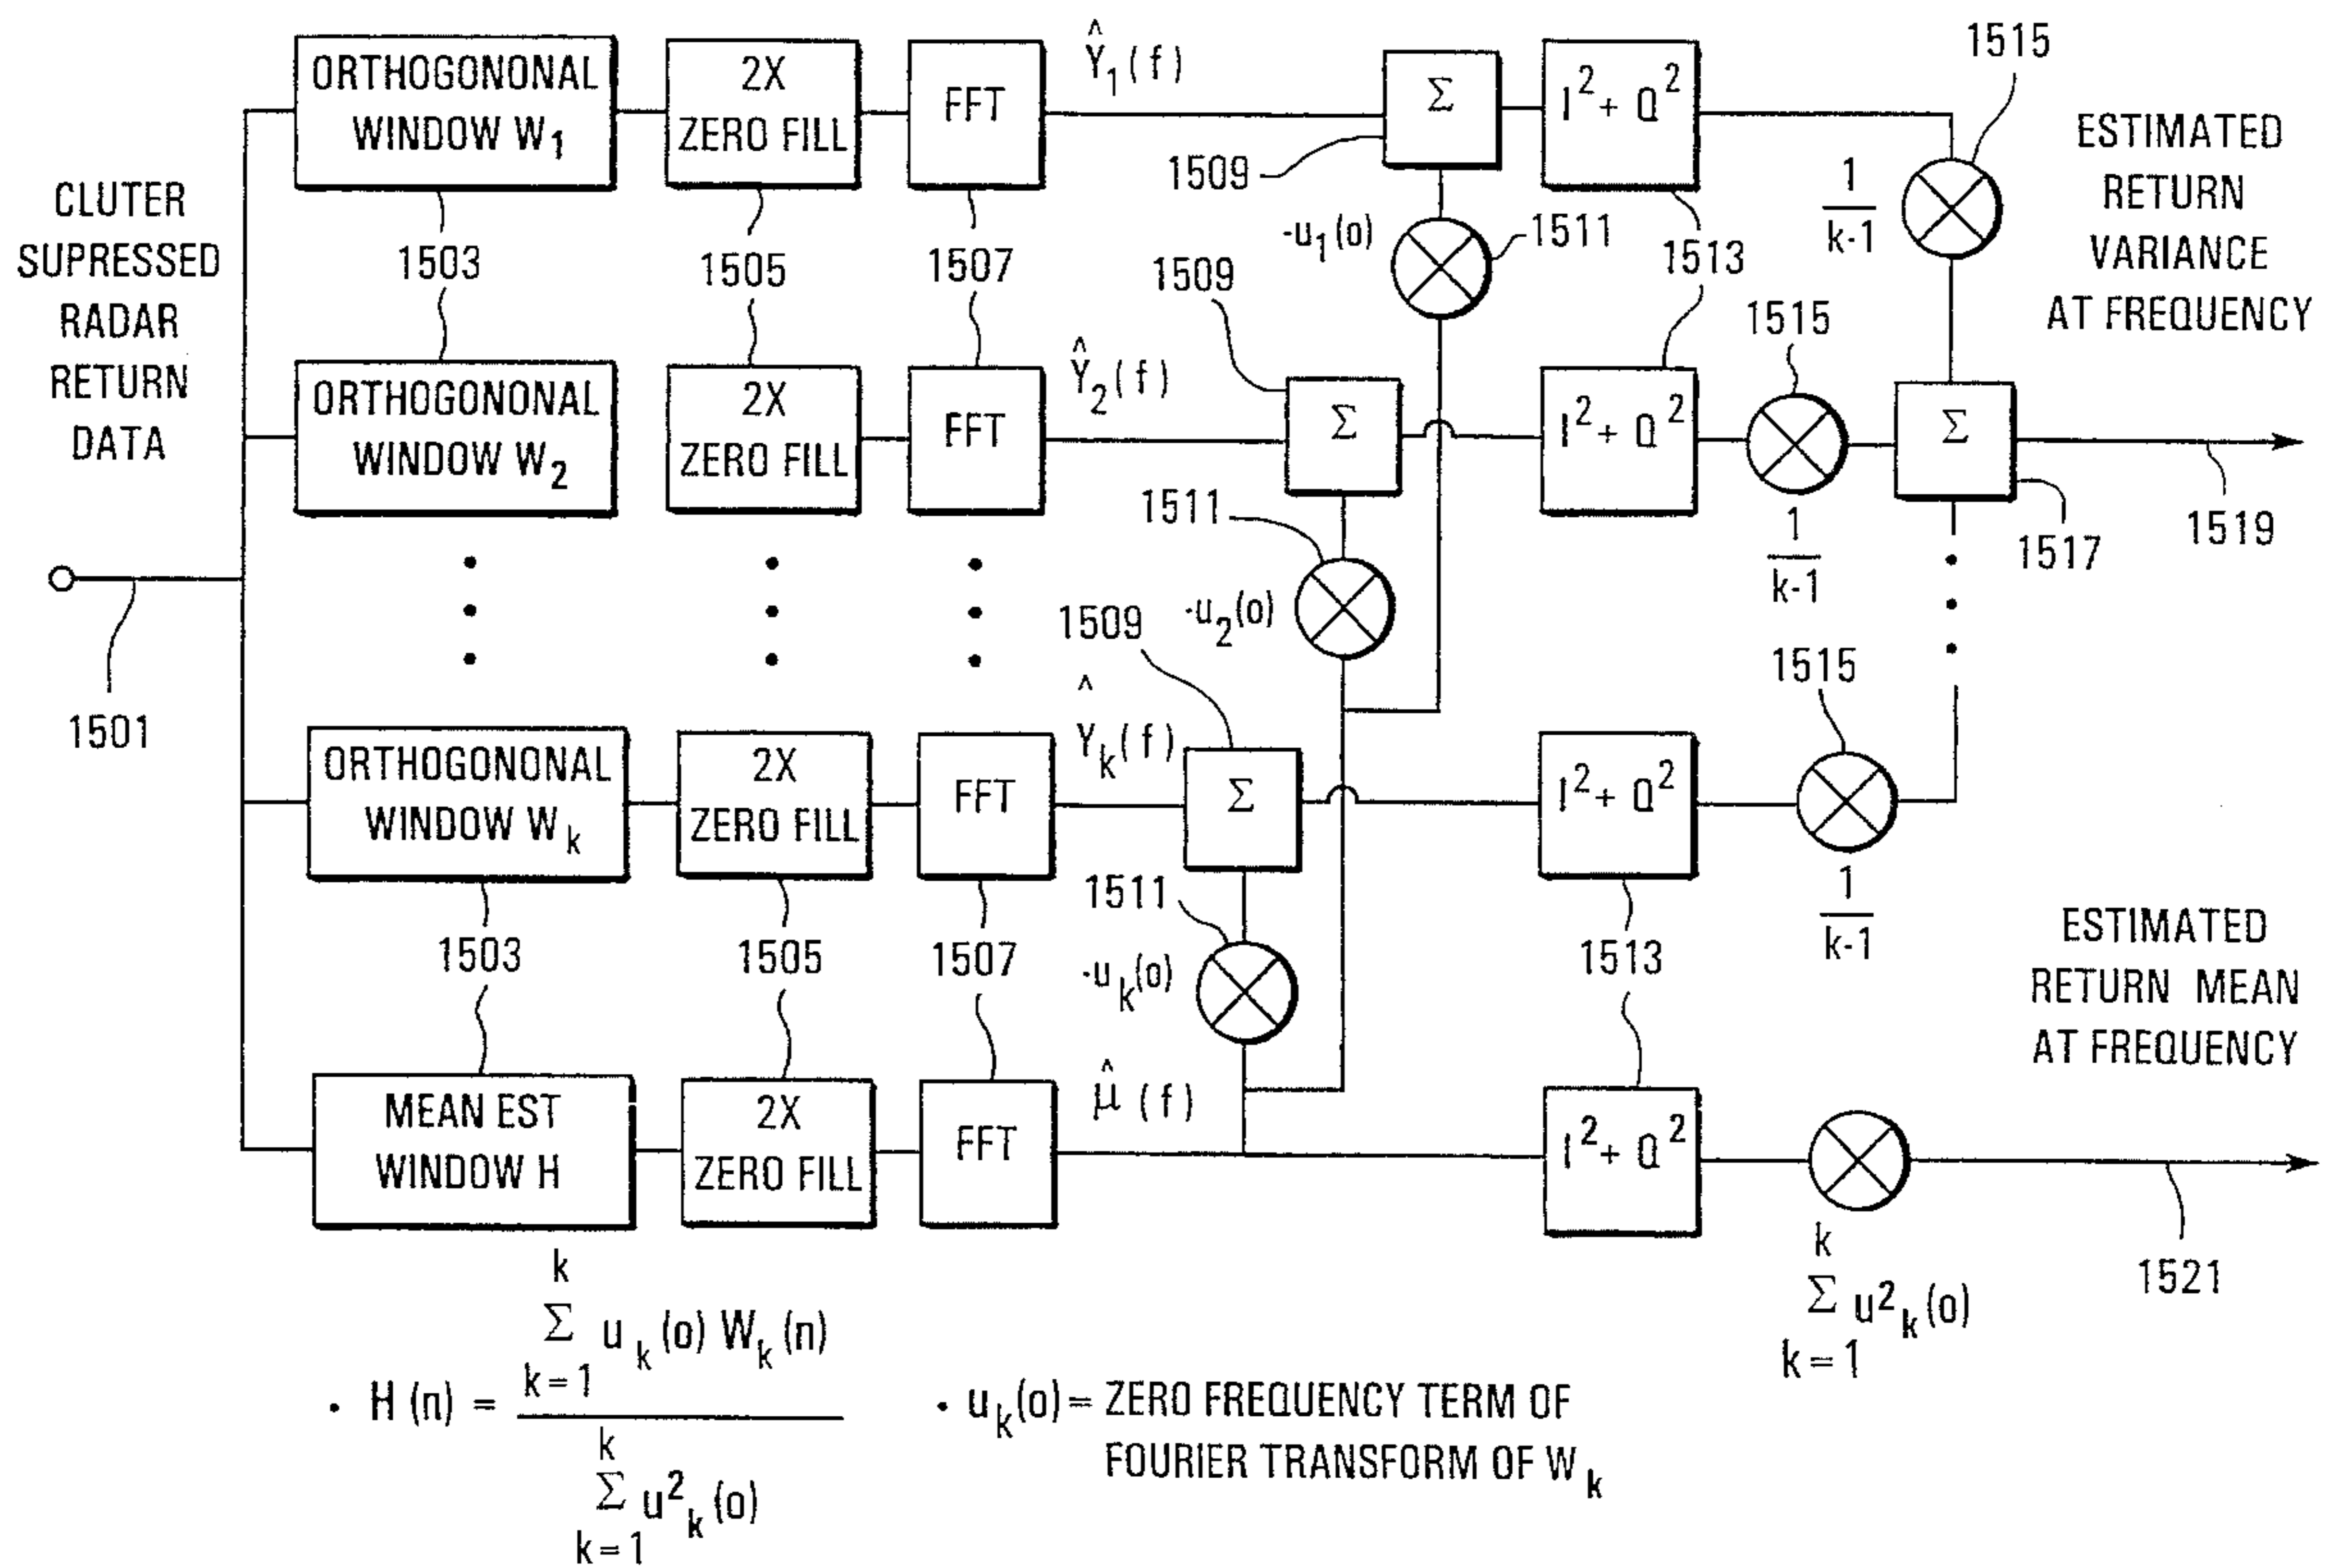 CLUTER
SUPRESSED
RADAR
RETURN
DATA
1501
ORTHOGONONAL
WINDOW W1
2X
ZERO FILL
FFT
Ŷ1(f)
Σ
1509
I²+ Q²
1515
1
k-1
ESTIMATED
RETURN
VARIANCE
AT FREQUENCY
1503
1505
1507
-u1(o)
1511
1513
ORTHOGONONAL
WINDOW W2
2X
ZERO FILL
FFT
Ŷ2(f)
1509
Σ
I²+ Q²
1515
1
k-1
Σ
1517
1519
1511
-u2(o)
ORTHOGONONAL
WINDOW Wk
2X
ZERO FILL
FFT
Ŷk(f)
1509
Σ
I²+ Q²
1515
1
k-1
1503
1505
1507
1511
-uk(o)
1513
ESTIMATED
RETURN MEAN
AT FREQUENCY
MEAN EST
WINDOW H
2X
ZERO FILL
FFT
μ̂ (f)
I²+ Q²
k
Σ u²k(o)
k=1
1521
k
Σ uk(o) Wk(n)
k=1
• H(n) =
k
Σ u²k(o)
k=1
• uk(o)= ZERO FREQUENCY TERM OF
FOURIER TRANSFORM OF Wk